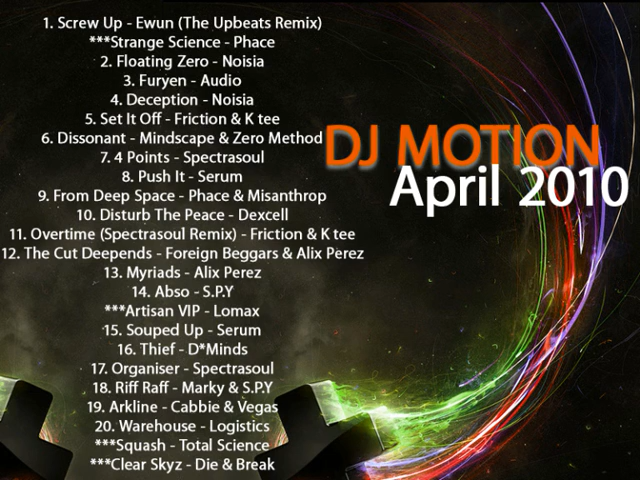 1. Screw Up - Ewun (The Upbeats Remix)
***Strange Science - Phace
2. Floating Zero - Noisia
3. Furyen - Audio
4. Deception - Noisia
5. Set It Off - Friction & K tee
6. Dissonant - Mindscape & Zero Method
7. 4 Points - Spectrasoul
8. Push It - Serum
9. From Deep Space - Phace & Misanthrop
10. Disturb The Peace - Dexcell
11. Overtime (Spectrasoul Remix) - Friction & K tee
12. The Cut Deepends - Foreign Beggars & Alix Perez
13. Myriads - Alix Perez
14. Abso - S.P.Y
***Artisan VIP - Lomax
15. Souped Up - Serum
16. Thief - D*Minds
17. Organiser - Spectrasoul
18. Riff Raff - Marky & S.P.Y
19. Arkline - Cabbie & Vegas
20. Warehouse - Logistics
***Squash - Total Science
***Clear Skyz - Die & Break
DJ MOTION
April 2010